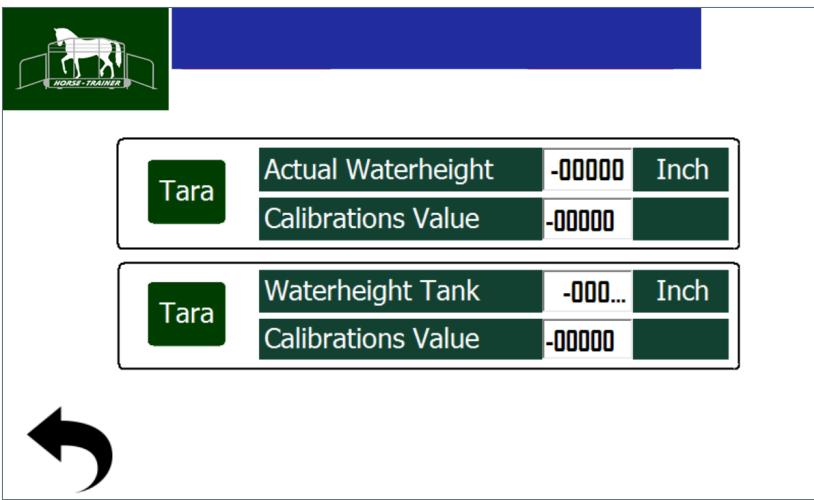 HORSE-TRAINER
Tara
Actual Waterheight -00000 Inch
Calibrations Value -00000
Tara
Waterheight Tank -000... Inch
Calibrations Value -00000